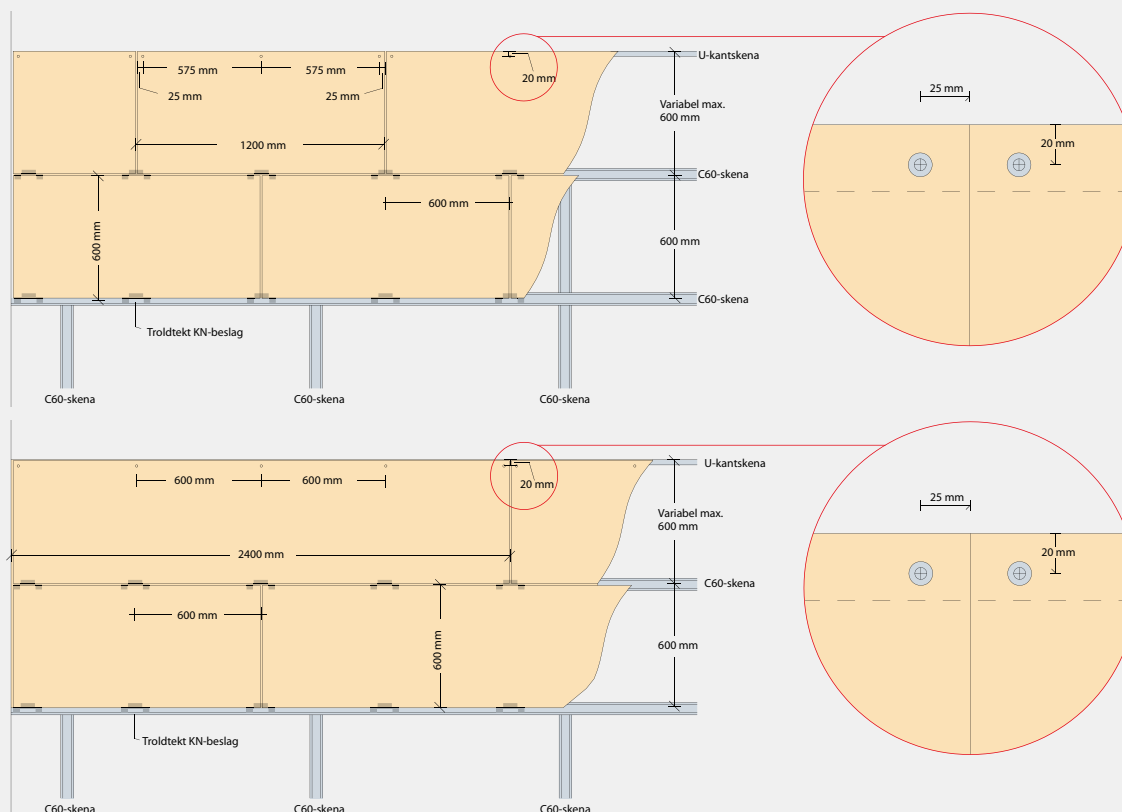 U-kantskena
575 mm
575 mm
20 mm
25 mm
25 mm
Variabel max.
600 mm
1200 mm
C60-skena
600 mm
600 mm
600 mm
C60-skena
Troldtekt KN-beslag
C60-skena
C60-skena
C60-skena
25 mm
20 mm
U-kantskena
600 mm
600 mm
20 mm
Variabel max.
600 mm
2400 mm
C60-skena
600 mm
600 mm
600 mm
Troldtekt KN-beslag
C60-skena
C60-skena
C60-skena
25 mm
20 mm